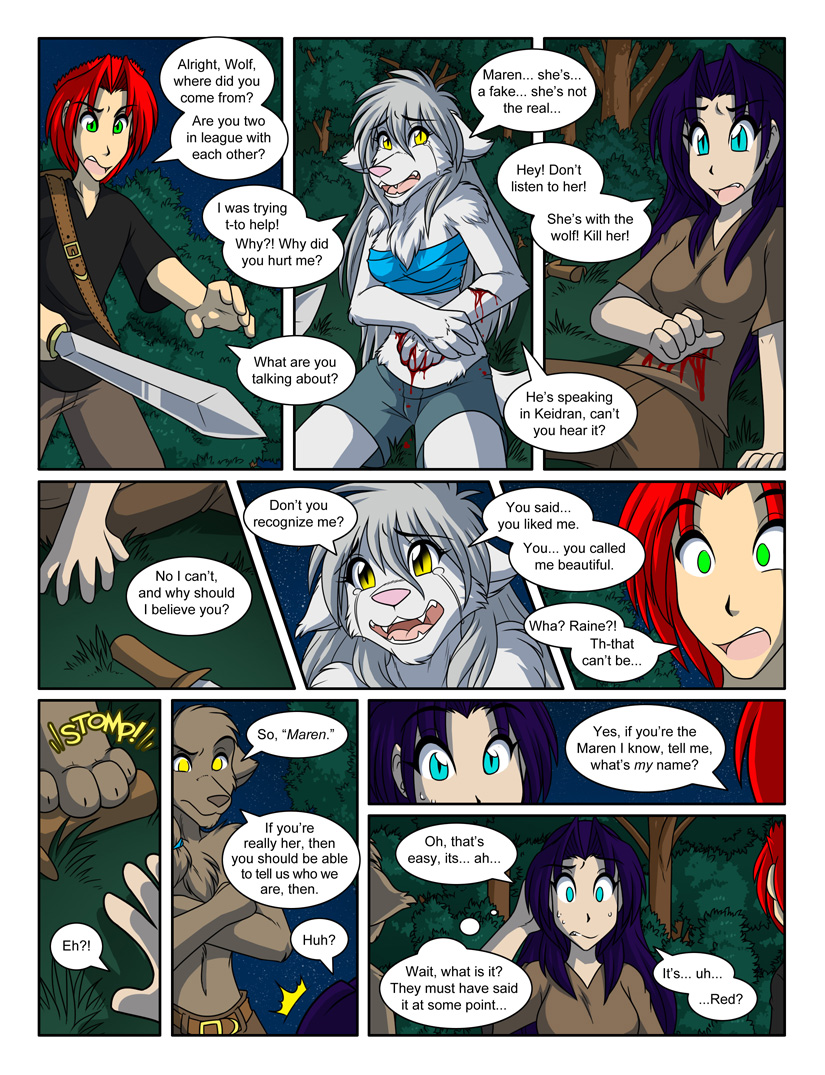 Alright, Wolf,
where did you
come from?
Are you two
in league with
each other?
I was trying
t-to help!
Why?! Why did
you hurt me?
What are you
talking about?
Maren... she's...
a fake... she's not
the real...
Hey! Don't
listen to her!
She's with the
wolf! Kill her!
He's speaking
in Keidran, can't
you hear it?
No I can't,
and why should
I believe you?
Don't you
recognize me?
You said...
you liked me.
You... you called
me beautiful.
Wha? Raine?!
Th-that
can't be...
STOMP!
Eh?!
So, "Maren."
If you're
really her, then
you should be able
to tell us who we
are, then.
Huh?
Yes, if you're the
Maren I know, tell me,
what's my name?
Oh, that's
easy, its... ah...
Wait, what is it?
They must have said
it at some point...
It's... uh...
...Red?